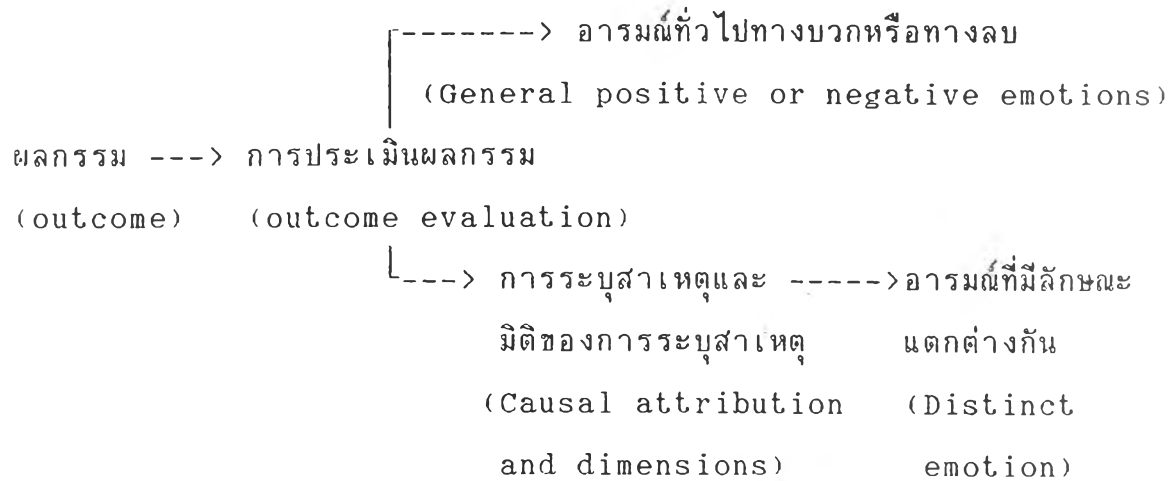 -------> อารมณ์ทั่วไปทางบวกหรือทางลบ
(General positive or negative emotions)
ผลกรรม ---> การประเมินผลกรรม
(outcome) (outcome evaluation)
---> การระบุสาเหตุและ ----->อารมณ์ที่มีลักษณะ
มิติของการระบุสาเหตุ แตกต่างกัน
(Causal attribution (Distinct
and dimensions) emotion)